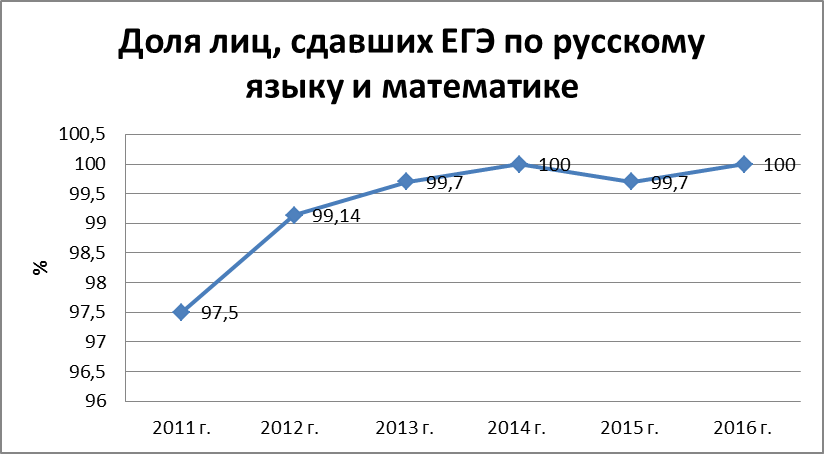 Доля лиц, сдавших ЕГЭ по русскому
языку и математике
100,5
100
99,5
99
98,5
98
97,5
97
96,5
96
%
97,5
99,14
99,7
100
99,7
100
2011 г.
2012 г.
2013 г.
2014 г.
2015 г.
2016 г.